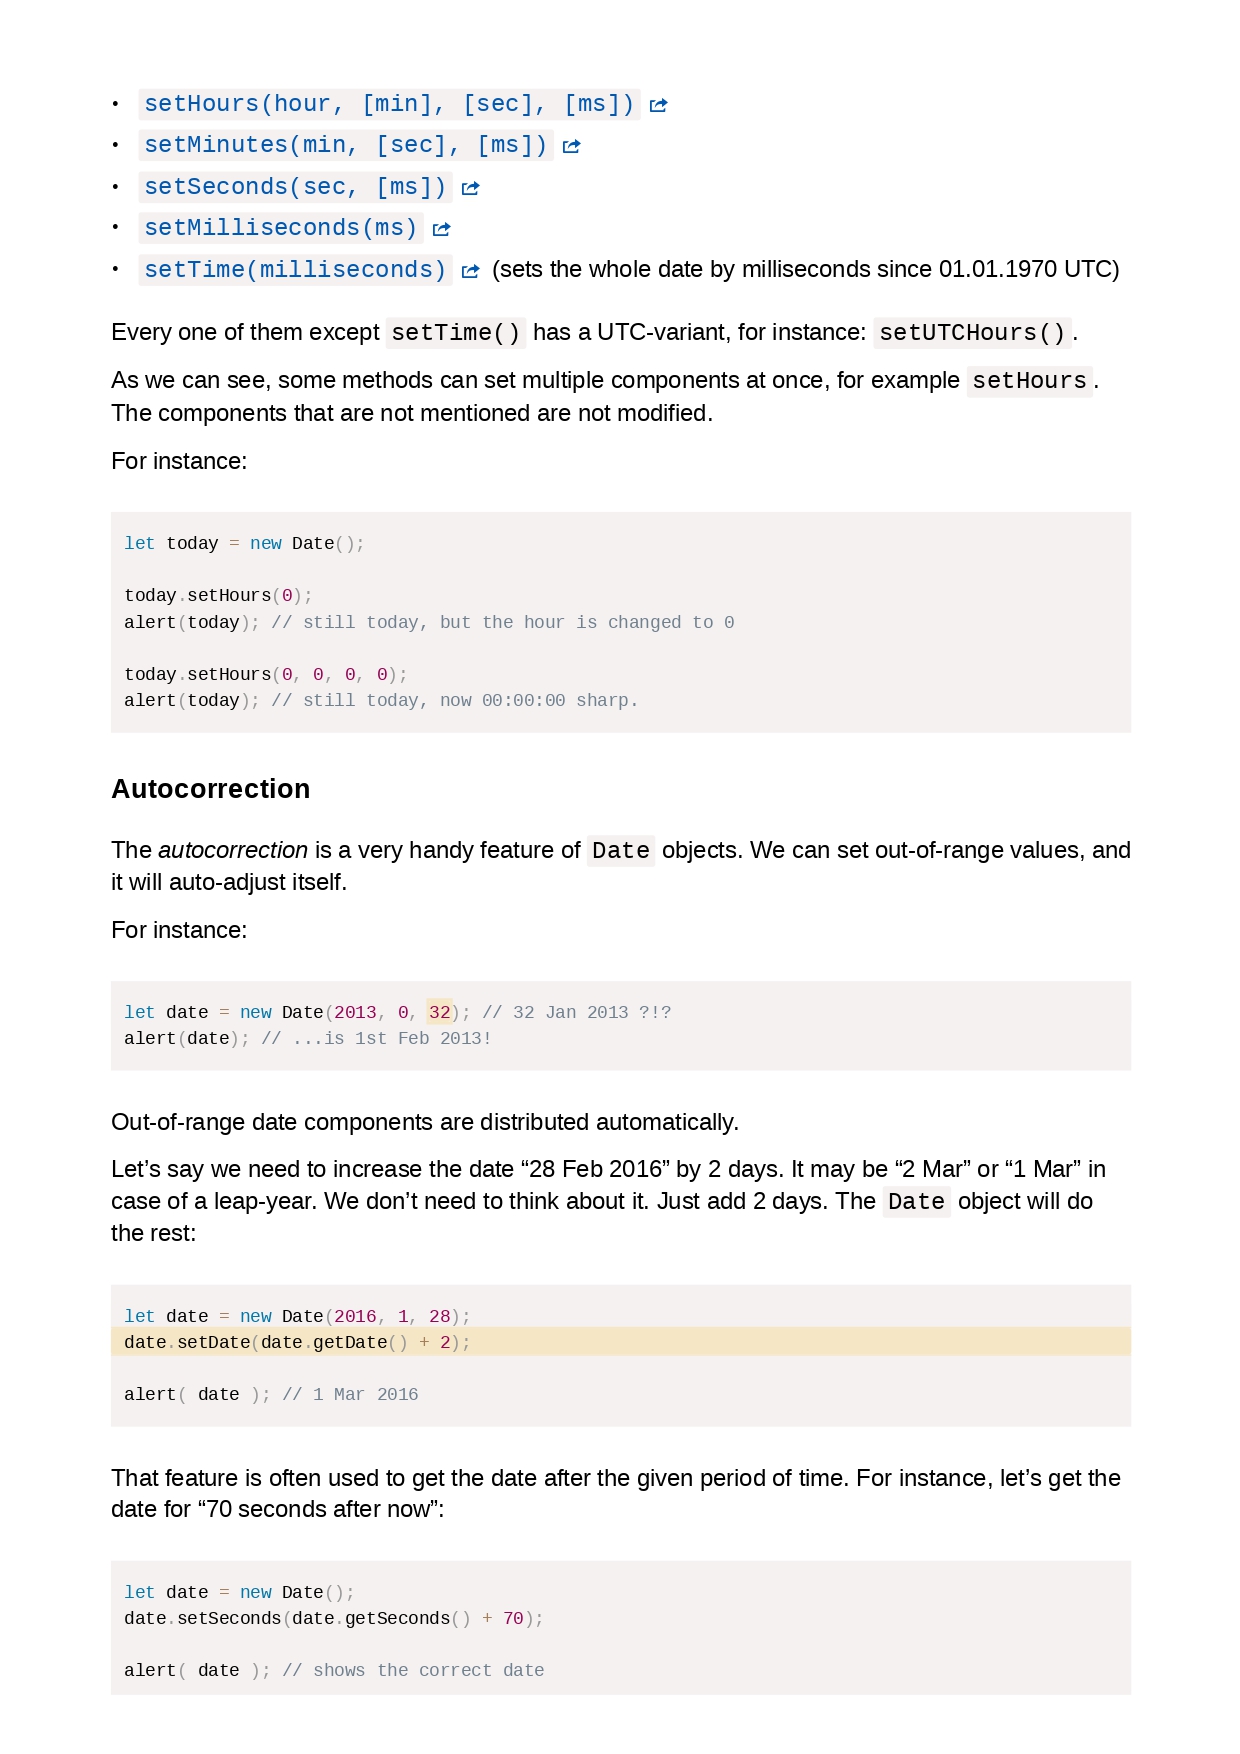 • setHours(hour, [min], [sec], [ms])
• setMinutes(min, [sec], [ms])
• setSeconds(sec, [ms])
• setMilliseconds(ms)
• setTime(milliseconds) (sets the whole date by milliseconds since 01.01.1970 UTC)
Every one of them except setTime() has a UTC-variant, for instance: setUTCHours().
As we can see, some methods can set multiple components at once, for example setHours.
The components that are not mentioned are not modified.
For instance:
let today = new Date();
today.setHours(0);
alert(today); // still today, but the hour is changed to 0
today.setHours(0, 0, 0, 0);
alert(today); // still today, now 00:00:00 sharp.
Autocorrection
The autocorrection is a very handy feature of Date objects. We can set out-of-range values, and
it will auto-adjust itself.
For instance:
let date = new Date(2013, 0, 32); // 32 Jan 2013 ?!?
alert(date); // ...is 1st Feb 2013!
Out-of-range date components are distributed automatically.
Let’s say we need to increase the date “28 Feb 2016” by 2 days. It may be “2 Mar” or “1 Mar” in
case of a leap-year. We don’t need to think about it. Just add 2 days. The Date object will do
the rest:
let date = new Date(2016, 1, 28);
date.setDate(date.getDate() + 2);
alert( date ); // 1 Mar 2016
That feature is often used to get the date after the given period of time. For instance, let’s get the
date for “70 seconds after now”:
let date = new Date();
date.setSeconds(date.getSeconds() + 70);
alert( date ); // shows the correct date